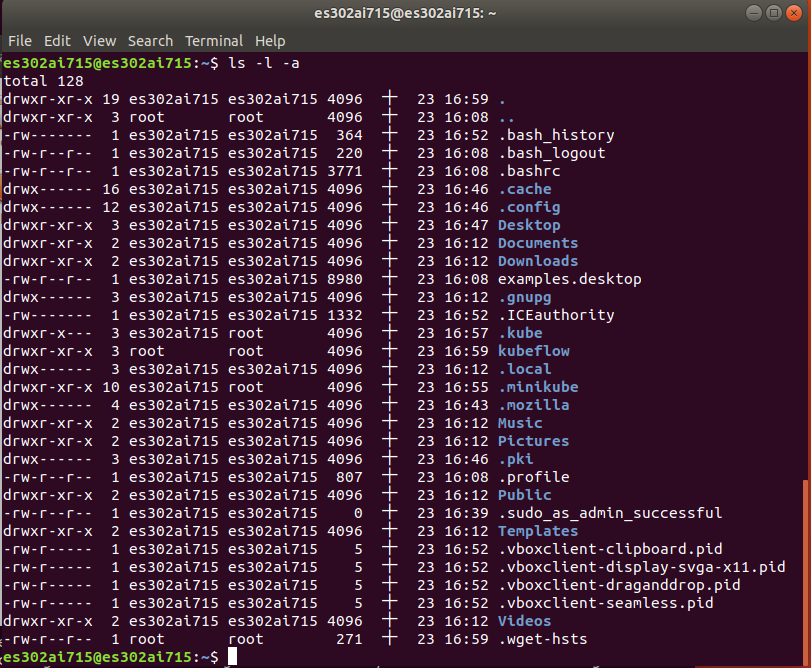 es302ai715@es302ai715: ~
File Edit View Search Terminal Help
es302ai715@es302ai715:~$ ls -l -a
total 128
drwxr-xr-x 19 es302ai715 es302ai715 4096 十 23 16:59 .
drwxr-xr-x 3 root root 4096 十 23 16:08 ..
-rw------- 1 es302ai715 es302ai715 364 十 23 16:52 .bash_history
-rw-r--r-- 1 es302ai715 es302ai715 220 十 23 16:08 .bash_logout
-rw-r--r-- 1 es302ai715 es302ai715 3771 十 23 16:08 .bashrc
drwx------ 16 es302ai715 es302ai715 4096 十 23 16:46 .cache
drwx------ 12 es302ai715 es302ai715 4096 十 23 16:46 .config
drwxr-xr-x 3 es302ai715 es302ai715 4096 十 23 16:47 Desktop
drwxr-xr-x 2 es302ai715 es302ai715 4096 十 23 16:12 Documents
drwxr-xr-x 2 es302ai715 es302ai715 4096 十 23 16:12 Downloads
-rw-r--r-- 1 es302ai715 es302ai715 8980 十 23 16:08 examples.desktop
drwx------ 3 es302ai715 es302ai715 4096 十 23 16:12 .gnupg
-rw------- 1 es302ai715 es302ai715 1332 十 23 16:52 .ICEauthority
drwxr-x--- 3 es302ai715 root 4096 十 23 16:57 .kube
drwxr-xr-x 3 root root 4096 十 23 16:59 kubeflow
drwx------ 3 es302ai715 es302ai715 4096 十 23 16:12 .local
drwxr-xr-x 10 es302ai715 root 4096 十 23 16:55 .minikube
drwx------ 4 es302ai715 es302ai715 4096 十 23 16:43 .mozilla
drwxr-xr-x 2 es302ai715 es302ai715 4096 十 23 16:12 Music
drwxr-xr-x 2 es302ai715 es302ai715 4096 十 23 16:12 Pictures
drwx------ 3 es302ai715 es302ai715 4096 十 23 16:46 .pki
-rw-r--r-- 1 es302ai715 es302ai715 807 十 23 16:08 .profile
drwxr-xr-x 2 es302ai715 es302ai715 4096 十 23 16:12 Public
-rw-r--r-- 1 es302ai715 es302ai715 0 十 23 16:39 .sudo_as_admin_successful
drwxr-xr-x 2 es302ai715 es302ai715 4096 十 23 16:12 Templates
-rw-r----- 1 es302ai715 es302ai715 5 十 23 16:52 .vboxclient-clipboard.pid
-rw-r----- 1 es302ai715 es302ai715 5 十 23 16:52 .vboxclient-display-svga-x11.pid
-rw-r----- 1 es302ai715 es302ai715 5 十 23 16:52 .vboxclient-draganddrop.pid
-rw-r----- 1 es302ai715 es302ai715 5 十 23 16:52 .vboxclient-seamless.pid
drwxr-xr-x 2 es302ai715 es302ai715 4096 十 23 16:12 Videos
-rw-r--r-- 1 root root 271 十 23 16:59 .wget-hsts
es302ai715@es302ai715:~$